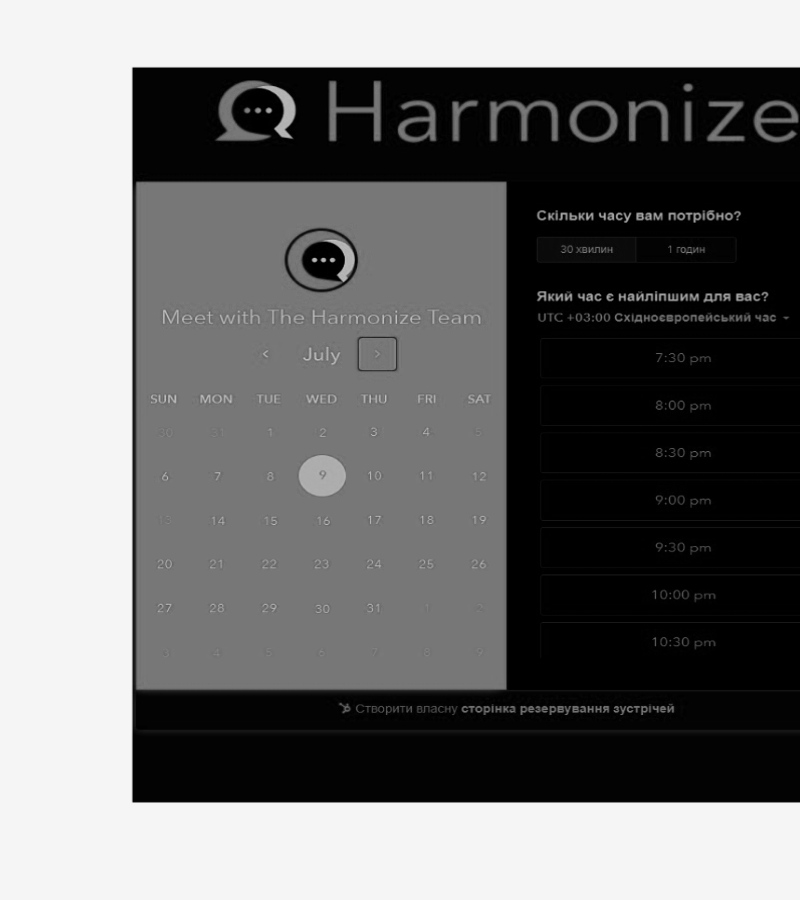 Harmonize
Meet with The Harmonize Team
< July >
SUN MON TUE WED THU FRI SAT
30 31 1 2 3 4 5
6 7 8 9 10 11 12
13 14 15 16 17 18 19
20 21 22 23 24 25 26
27 28 29 30 31 1 2
3 4 5 6 7 8 9
Скільки часу вам потрібно?
30 хвилин 1 годин
Який час є найліпшим для вас?
UTC +03:00 Східноєвропейський час
7:30 pm
8:00 pm
8:30 pm
9:00 pm
9:30 pm
10:00 pm
10:30 pm
Створити власну сторінка резервування зустрічей